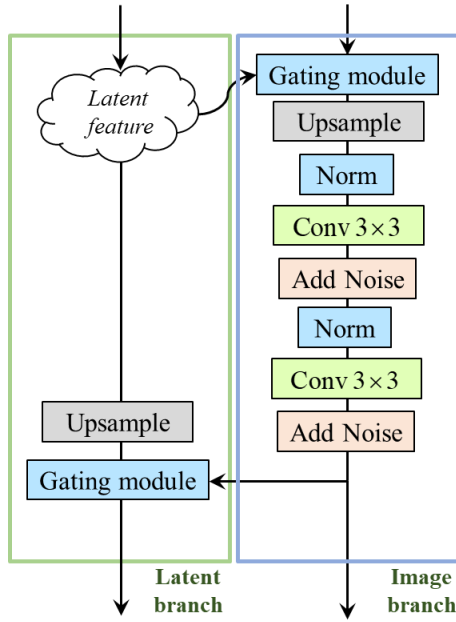 Latent
feature
Upsample
Gating module
Latent
branch
Gating module
Upsample
Norm
Conv 3×3
Add Noise
Norm
Conv 3×3
Add Noise
Image
branch